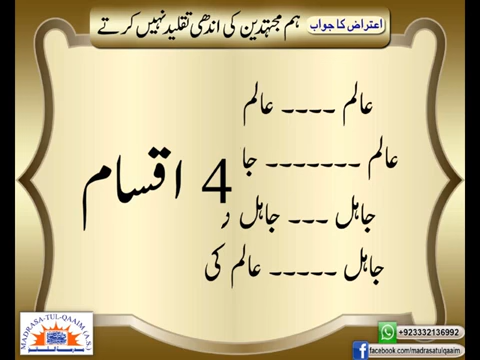 اعتراض کا جواب ہم مجتہدین کی اندھی تقلید نہیں کرتے
عالم ---- عالم
عالم ------- جا
4 اقسام
جاہل --- جاہل و
جاہل ----- عالم کی
MADRASA-TUL-QAAIM (A.S.)
+923332136992
facebook.com/madrasatulqaaim